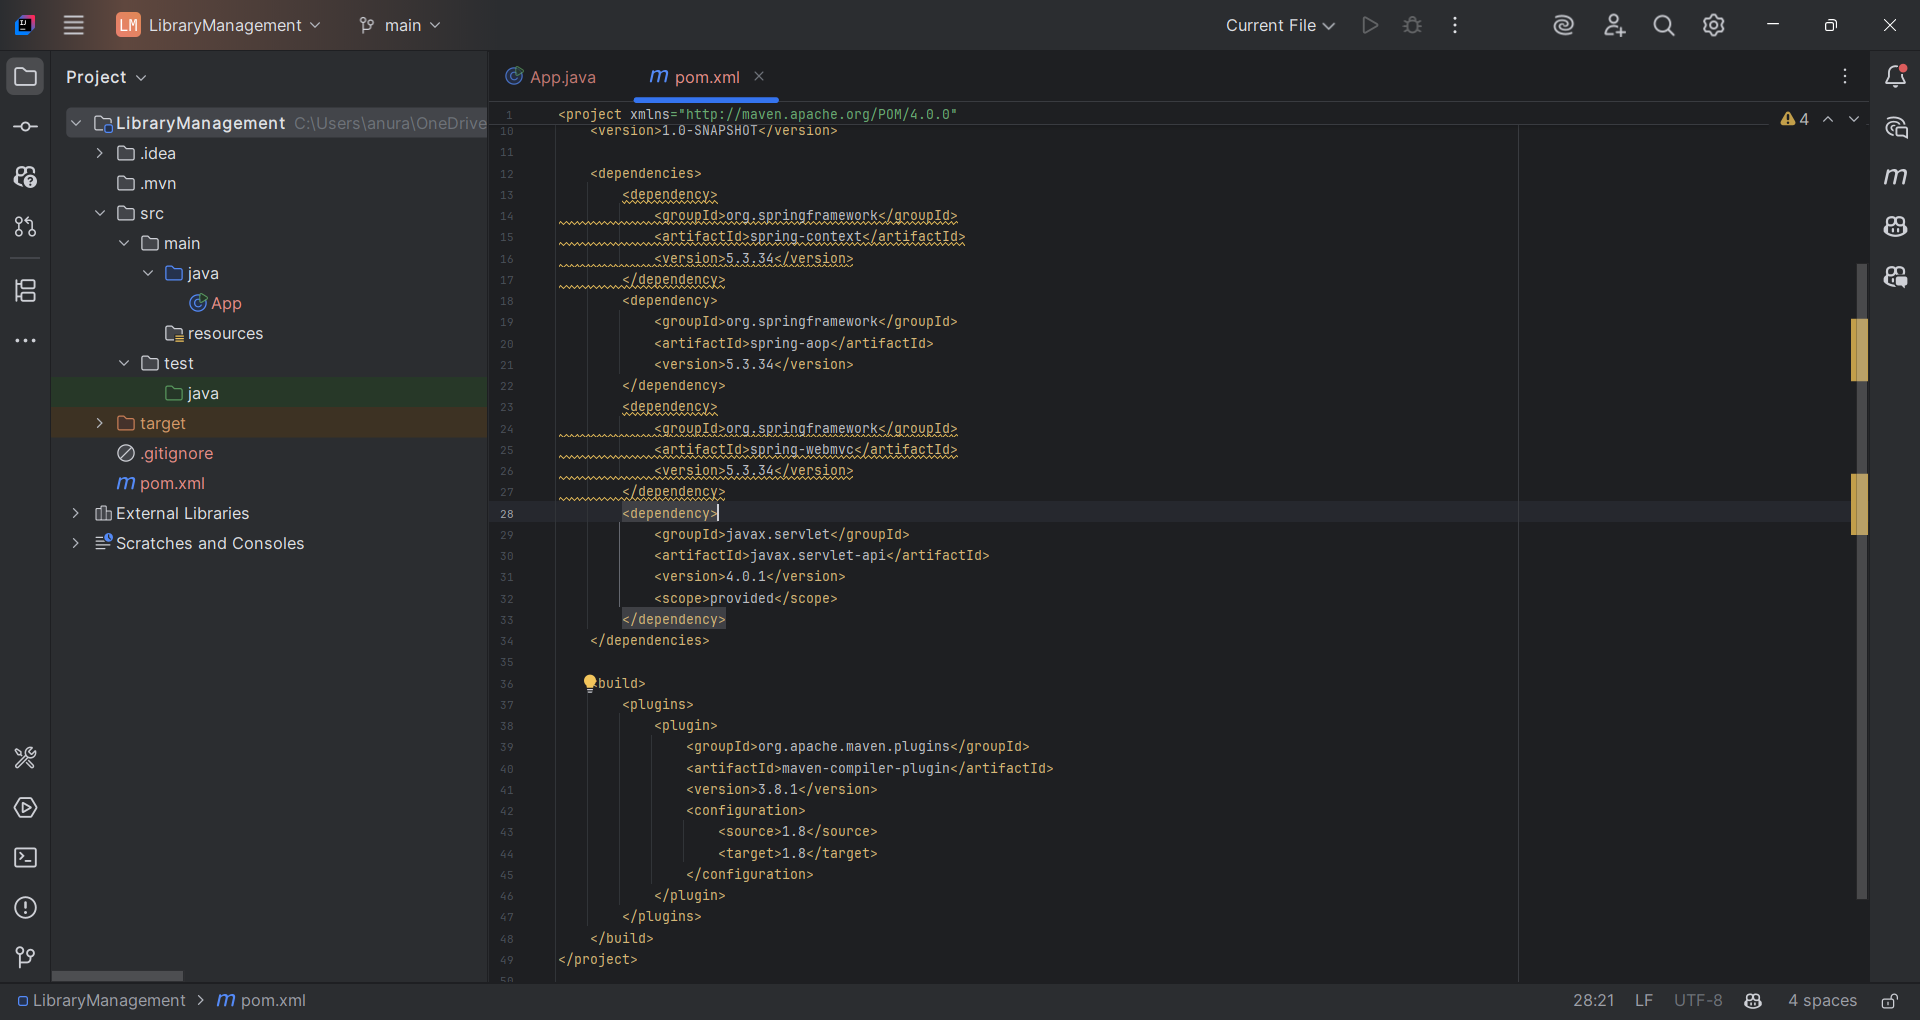 LM LibraryManagement main Current File
Project
App.java pom.xml
LibraryManagement C:\Users\anura\OneDrive
.idea
.mvn
src
main
java
App
resources
test
java
target
.gitignore
pom.xml
External Libraries
Scratches and Consoles
4
1 <project xmlns="http://maven.apache.org/POM/4.0.0"
10 <version>1.0-SNAPSHOT</version>
11
12 <dependencies>
13 <dependency>
14 <groupId>org.springframework</groupId>
15 <artifactId>spring-context</artifactId>
16 <version>5.3.34</version>
17 </dependency>
18 <dependency>
19 <groupId>org.springframework</groupId>
20 <artifactId>spring-aop</artifactId>
21 <version>5.3.34</version>
22 </dependency>
23 <dependency>
24 <groupId>org.springframework</groupId>
25 <artifactId>spring-webmvc</artifactId>
26 <version>5.3.34</version>
27 </dependency>
28 <dependency>
29 <groupId>javax.servlet</groupId>
30 <artifactId>javax.servlet-api</artifactId>
31 <version>4.0.1</version>
32 <scope>provided</scope>
33 </dependency>
34 </dependencies>
35
36 <build>
37 <plugins>
38 <plugin>
39 <groupId>org.apache.maven.plugins</groupId>
40 <artifactId>maven-compiler-plugin</artifactId>
41 <version>3.8.1</version>
42 <configuration>
43 <source>1.8</source>
44 <target>1.8</target>
45 </configuration>
46 </plugin>
47 </plugins>
48 </build>
49 </project>
50
LibraryManagement > pom.xml 28:21 LF UTF-8 4 spaces